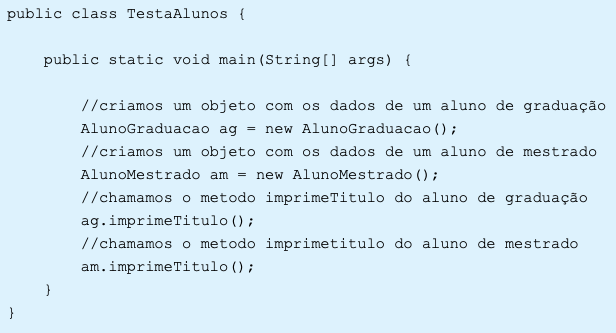 public class TestaAlunos {
public static void main(String[] args) {
//criamos um objeto com os dados de um aluno de graduação
AlunoGraduacao ag = new AlunoGraduacao();
//criamos um objeto com os dados de um aluno de mestrado
AlunoMestrado am = new AlunoMestrado();
//chamamos o metodo imprimeTitulo do aluno de graduação
ag.imprimeTitulo();
//chamamos o metodo imprimetitulo do aluno de mestrado
am.imprimeTitulo();
}
}